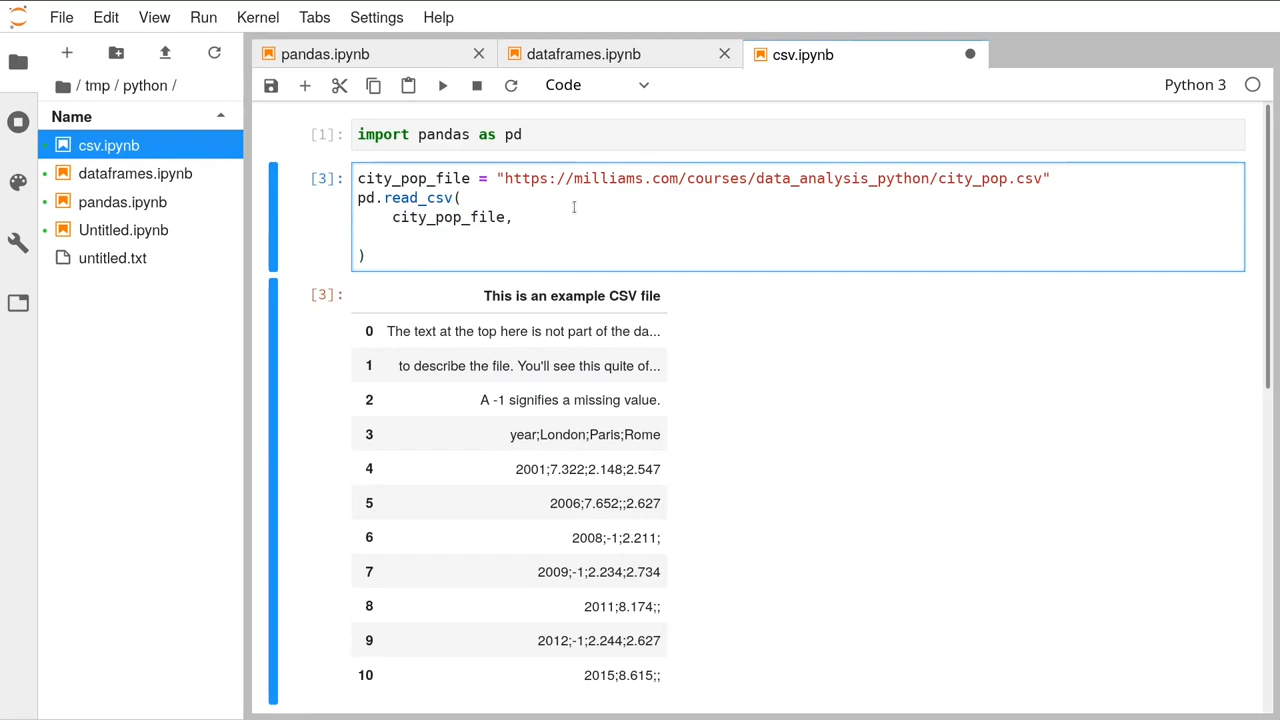 File Edit View Run Kernel Tabs Settings Help
pandas.ipynb
dataframes.ipynb
csv.ipynb
/ tmp / python /
Code
Python 3
Name
csv.ipynb
dataframes.ipynb
pandas.ipynb
Untitled.ipynb
untitled.txt
[1]: import pandas as pd
[3]: city_pop_file = "https://milliams.com/courses/data_analysis_python/city_pop.csv"
pd.read_csv(
    city_pop_file,
)
[3]: This is an example CSV file
0 The text at the top here is not part of the da...
1 to describe the file. You'll see this quite of...
2 A -1 signifies a missing value.
3 year;London;Paris;Rome
4 2001;7.322;2.148;2.547
5 2006;7.652;;2.627
6 2008;-1;2.211;
7 2009;-1;2.234;2.734
8 2011;8.174;;
9 2012;-1;2.244;2.627
10 2015;8.615;;